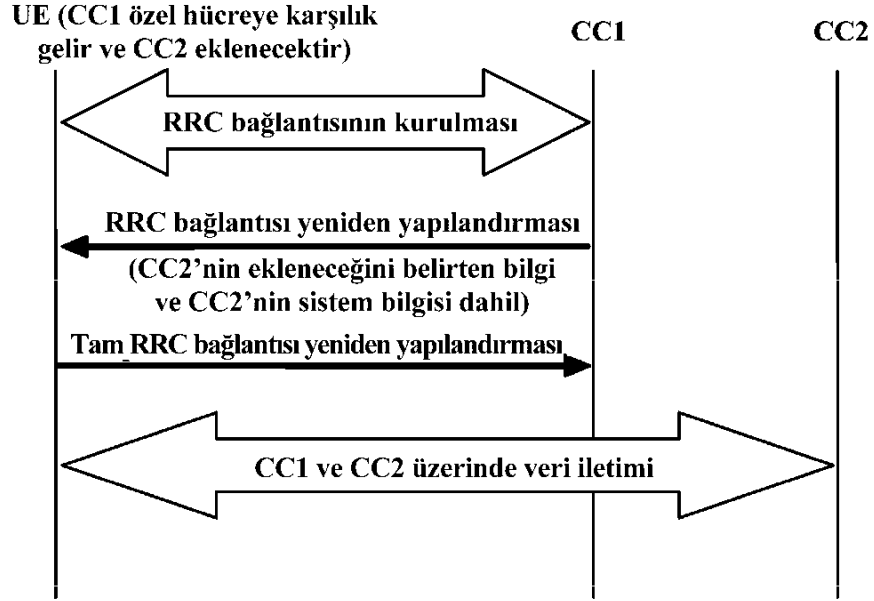 UE (CC1 özel hücreye karşılık
gelir ve CC2 eklenecektir)
CC1
CC2
RRC bağlantısının kurulması
RRC bağlantısı yeniden yapılandırması
(CC2’nin ekleneceğini belirten bilgi
ve CC2’nin sistem bilgisi dahil)
Tam RRC bağlantısı yeniden yapılandırması
CC1 ve CC2 üzerinde veri iletimi